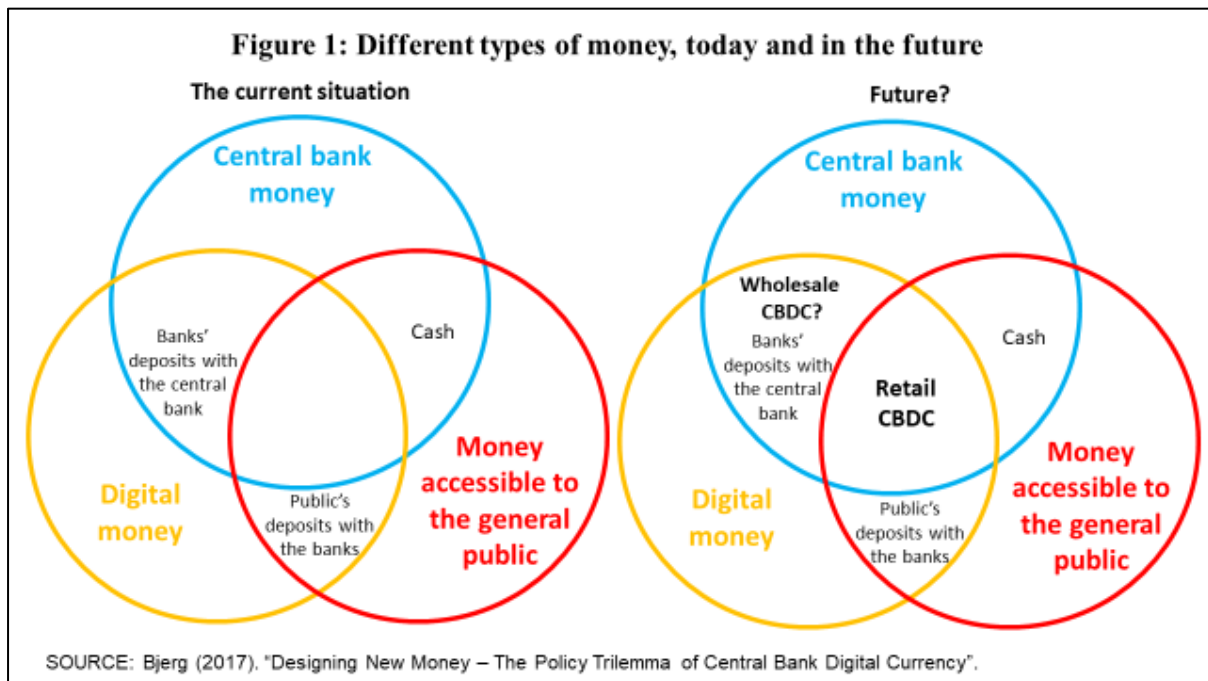 Figure 1: Different types of money, today and in the future
The current situation
Central bank
money
Banks'
deposits with
the central
bank
Cash
Digital
money
Public's
deposits with
the banks
Money
accessible to
the general
public
Future?
Central bank
money
Wholesale
CBDC?
Banks'
deposits with
the central
bank
Cash
Retail
CBDC
Digital
money
Public's
deposits with
the banks
Money
accessible to
the general
public
SOURCE: Bjerg (2017). "Designing New Money – The Policy Trilemma of Central Bank Digital Currency".